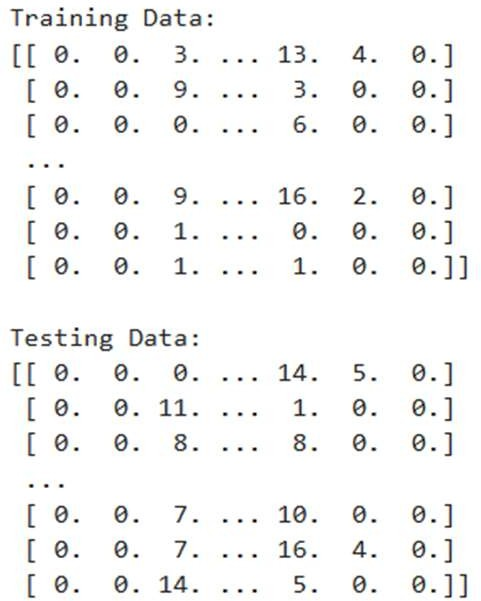 Training Data:
[[ 0.  0.  3. ... 13.  4.  0.]
 [ 0.  0.  9. ...  3.  0.  0.]
 [ 0.  0.  0. ...  6.  0.  0.]
 ...
 [ 0.  0.  9. ... 16.  2.  0.]
 [ 0.  0.  1. ...  0.  0.  0.]
 [ 0.  0.  1. ...  1.  0.  0.]]

Testing Data:
[[ 0.  0.  0. ... 14.  5.  0.]
 [ 0.  0. 11. ...  1.  0.  0.]
 [ 0.  0.  8. ...  8.  0.  0.]
 ...
 [ 0.  0.  7. ... 10.  0.  0.]
 [ 0.  0.  7. ... 16.  4.  0.]
 [ 0.  0. 14. ...  5.  0.  0.]]